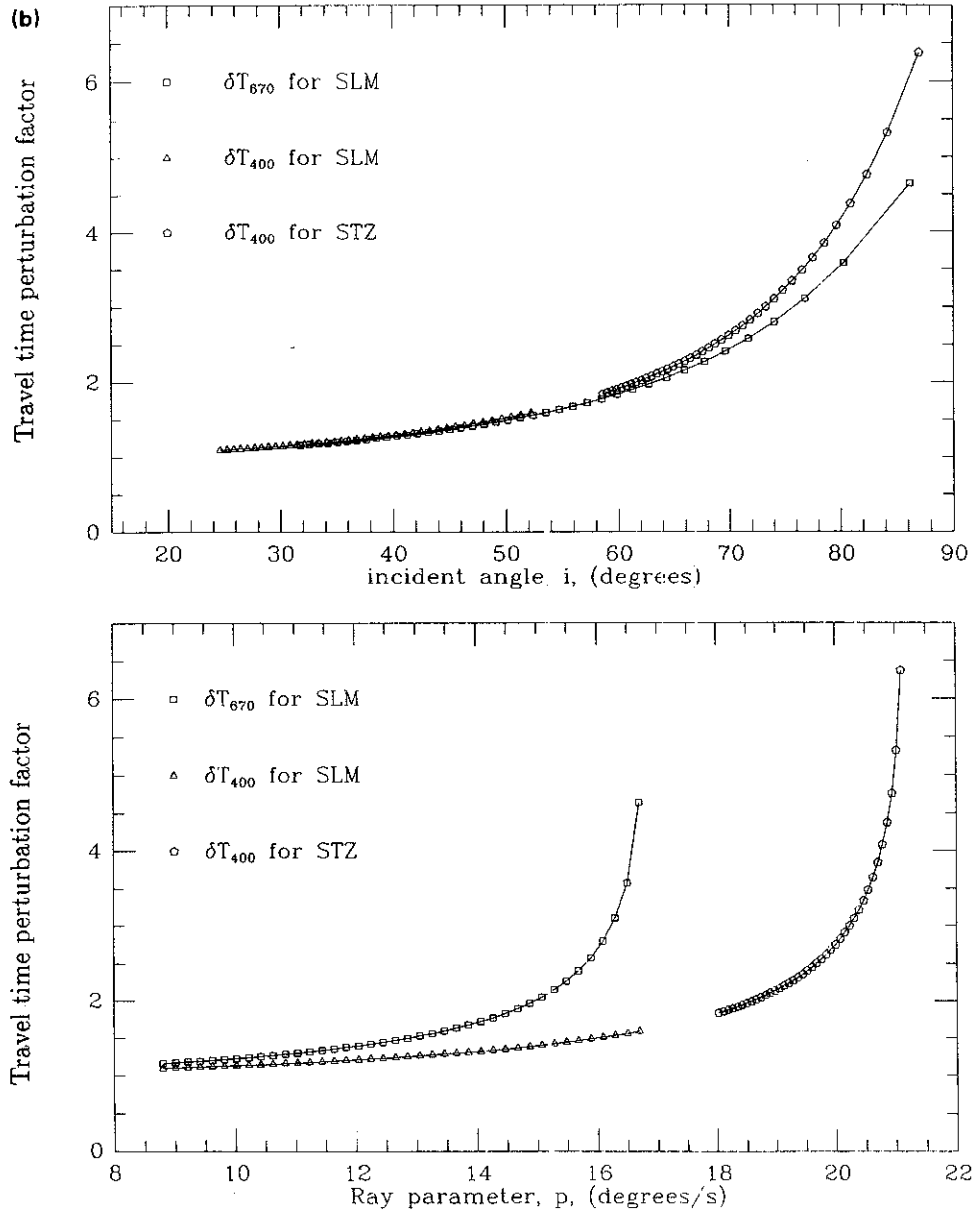 (b)
Travel time perturbation factor
6
4
2
0
δT₆₇₀ for SLM
δT₄₀₀ for SLM
δT₄₀₀ for STZ
20 30 40 50 60 70 80 90
incident angle i, (degrees)
Travel time perturbation factor
6
4
2
0
δT₆₇₀ for SLM
δT₄₀₀ for SLM
δT₄₀₀ for STZ
8 10 12 14 16 18 20 22
Ray parameter, p, (degrees/s)